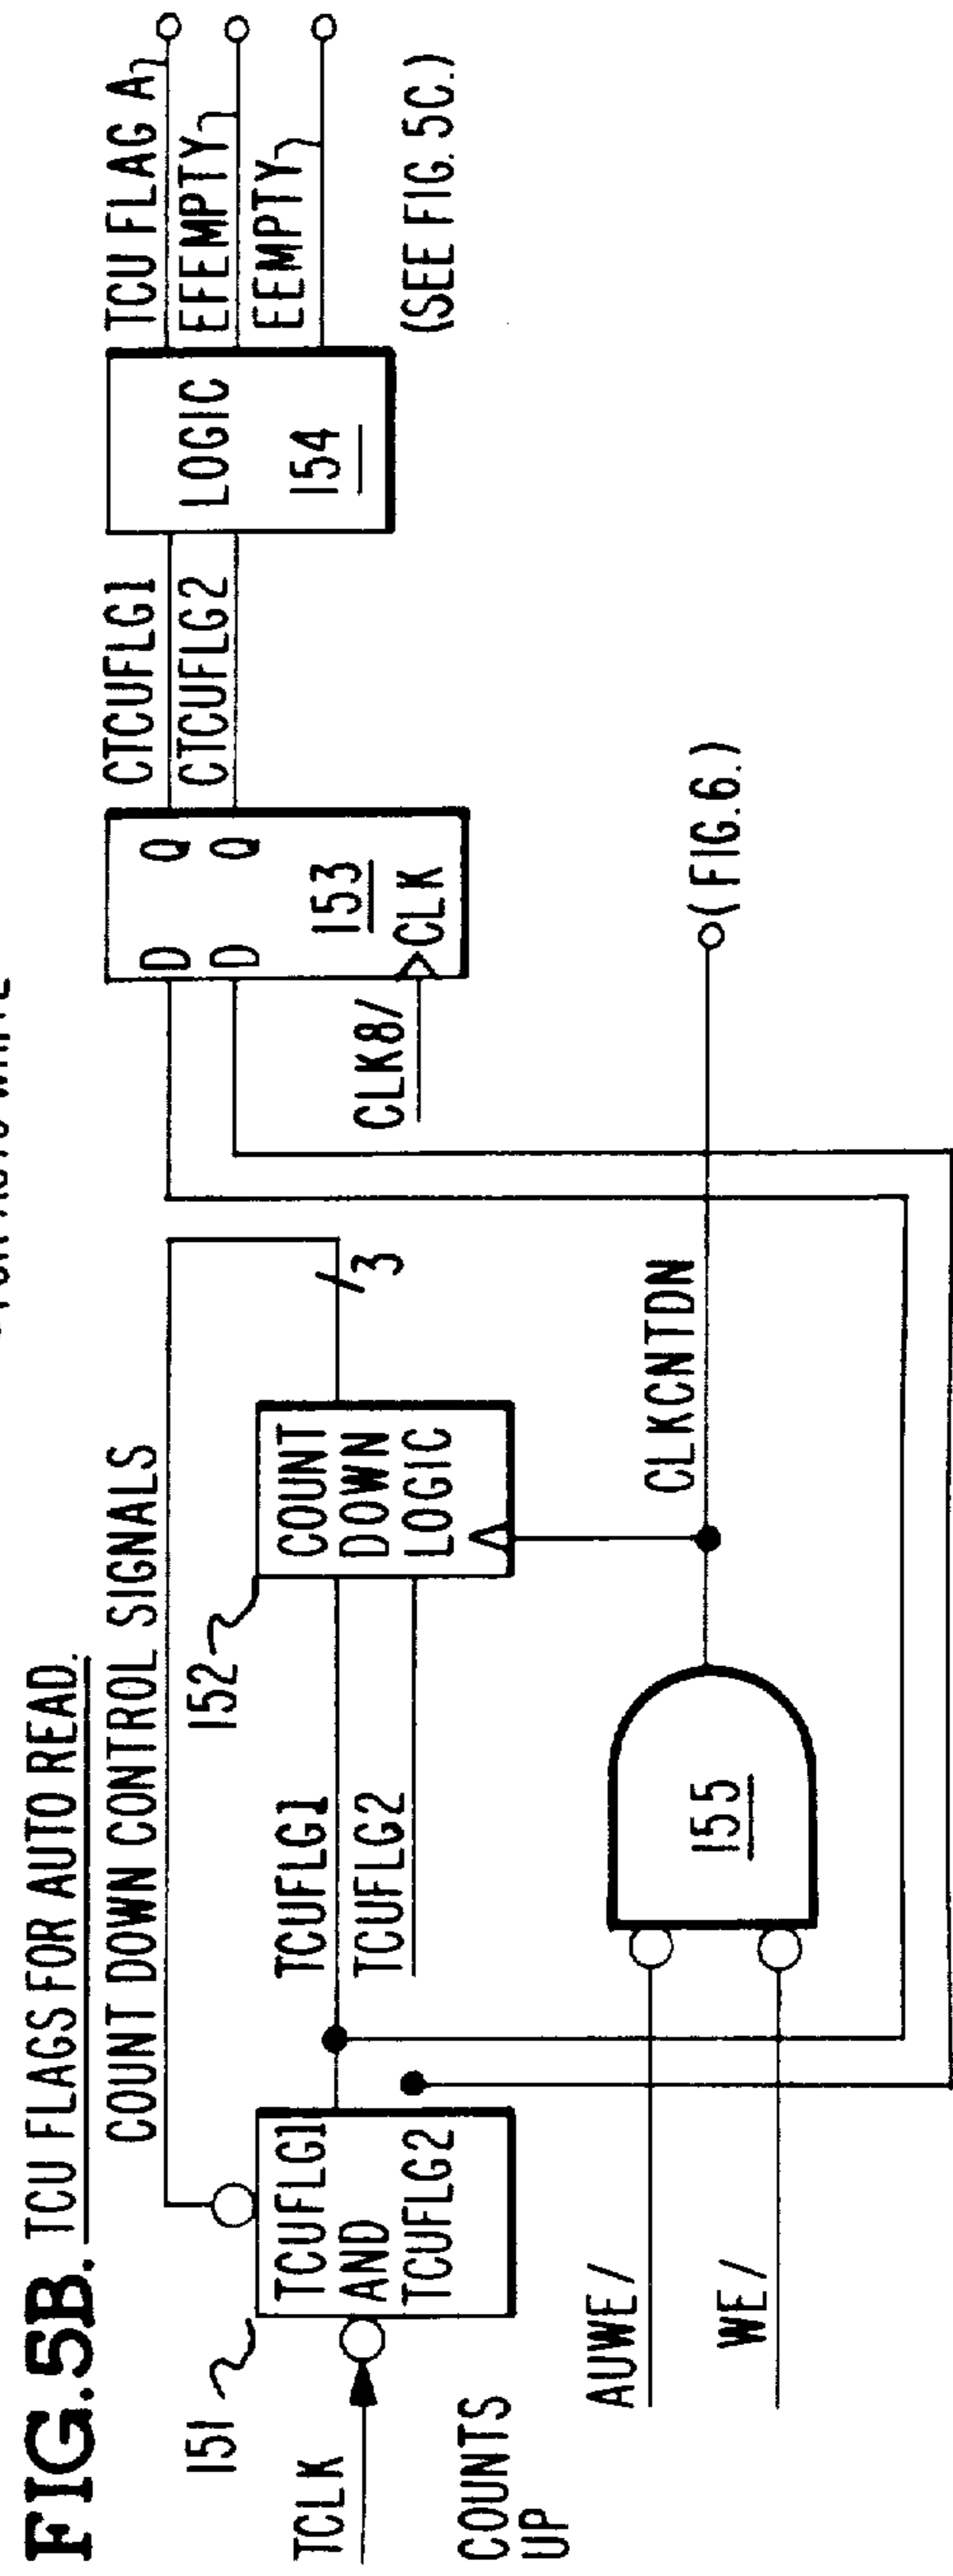 FIG. 5B. TCU FLAGS FOR AUTO READ.
COUNT DOWN CONTROL SIGNALS
151
TCLK
COUNTS
UP
TCUFLG1
AND
TCUFLG2
TCUFLG1
TCUFLG2
152
COUNT
DOWN
LOGIC
3
AUWE/
WE/
155
CLKCNTDN
(FIG.6.)
CLK8/
D Q
D Q
153
CLK
CTCUFLG1
CTCUFLG2
LOGIC
154
TCU FLAG A
EFEMPTY
EEMPTY
(SEE FIG. 5C.)